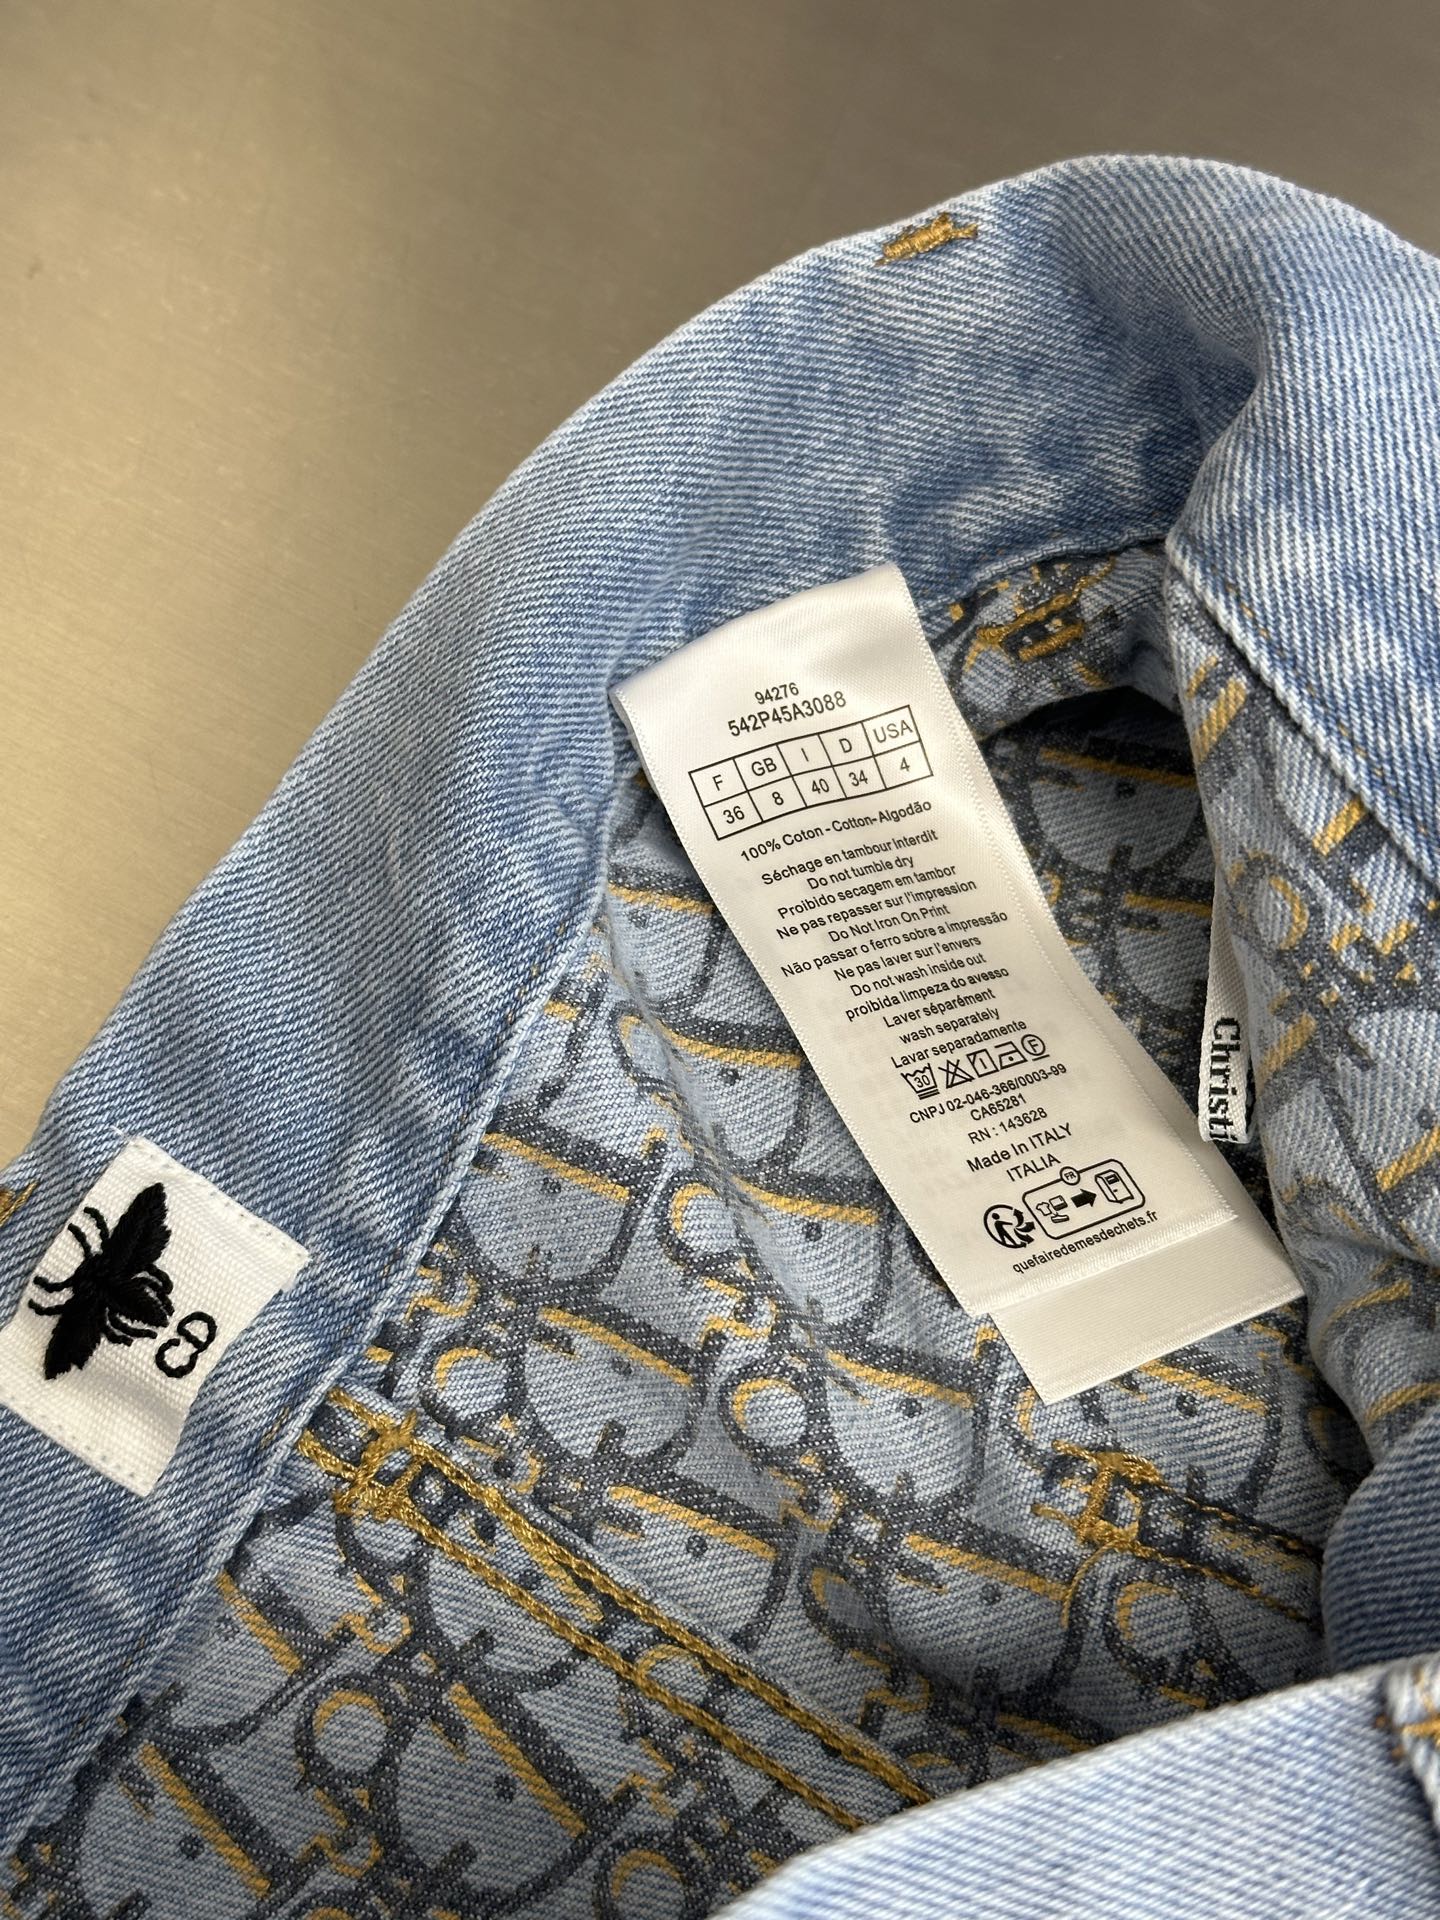 94276
542P45A3088
F GB I D USA
36 8 40 34 4
100% Coton - Cotton-Algodão
Séchage en tambour interdit
Do not tumble dry
Proibido secagem em tambor
Ne pas repasser sur l'impression
Do Not Iron On Print
Não passar o ferro sobre a impressão
Ne pas laver sur l'envers
Do not wash inside out
proibida limpeza do avesso
Laver séparément
wash separately
Lavar separadamente
30 F
CNPJ 02-046-366/0003-99
CA65281
RN : 143628
Made In ITALY
ITALIA
FR
quefairedemesdechets.fr
CD